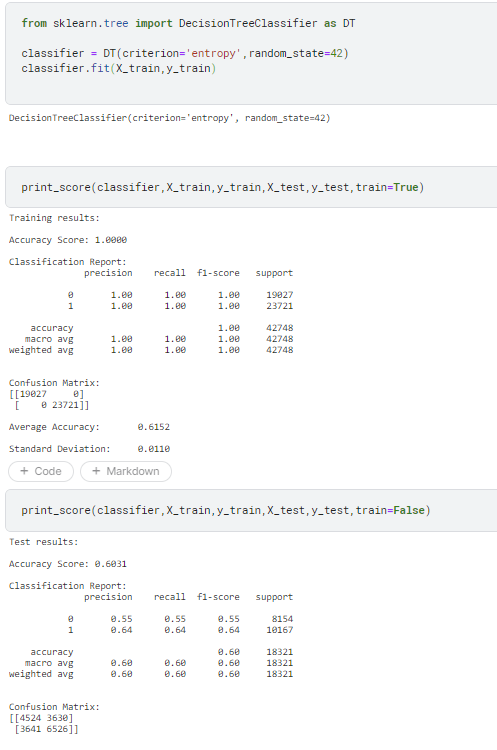 from sklearn.tree import DecisionTreeClassifier as DT
classifier = DT(criterion='entropy',random_state=42)
classifier.fit(X_train,y_train)
DecisionTreeClassifier(criterion='entropy', random_state=42)
print_score(classifier,X_train,y_train,X_test,y_test,train=True)
Training results:
Accuracy Score: 1.0000
Classification Report:
precision recall f1-score support
0 1.00 1.00 1.00 19027
1 1.00 1.00 1.00 23721
accuracy 1.00 42748
macro avg 1.00 1.00 1.00 42748
weighted avg 1.00 1.00 1.00 42748
Confusion Matrix:
[[19027 0]
[ 0 23721]]
Average Accuracy: 0.6152
Standard Deviation: 0.0110
+ Code + Markdown
print_score(classifier,X_train,y_train,X_test,y_test,train=False)
Test results:
Accuracy Score: 0.6031
Classification Report:
precision recall f1-score support
0 0.55 0.55 0.55 8154
1 0.64 0.64 0.64 10167
accuracy 0.60 18321
macro avg 0.60 0.60 0.60 18321
weighted avg 0.60 0.60 0.60 18321
Confusion Matrix:
[[4524 3630]
[3641 6526]]